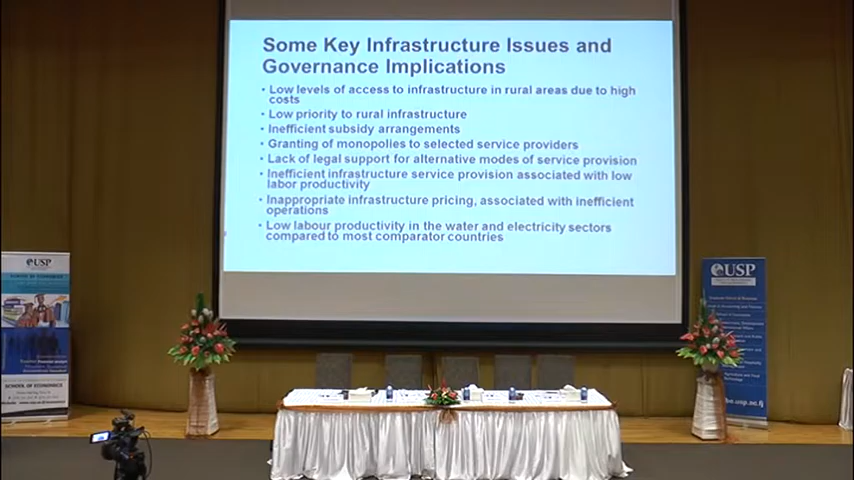 Some Key Infrastructure Issues and
Governance Implications
• Low levels of access to infrastructure in rural areas due to high
costs
• Low priority to rural infrastructure
• Inefficient subsidy arrangements
• Granting of monopolies to selected service providers
• Lack of legal support for alternative modes of service provision
• Inefficient infrastructure service provision associated with low
labor productivity
• Inappropriate infrastructure pricing, associated with inefficient
operations
• Low labour productivity in the water and electricity sectors
compared to most comparator countries
USP
SCHOOL OF ECONOMICS
USP